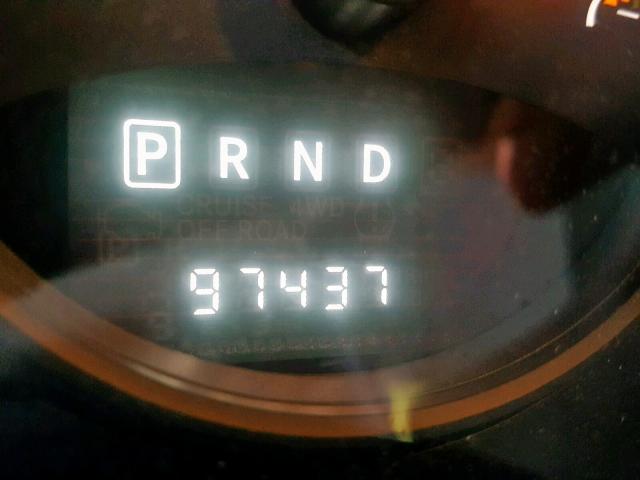 P R N D
CRUISE 4WD
OFF ROAD
97437